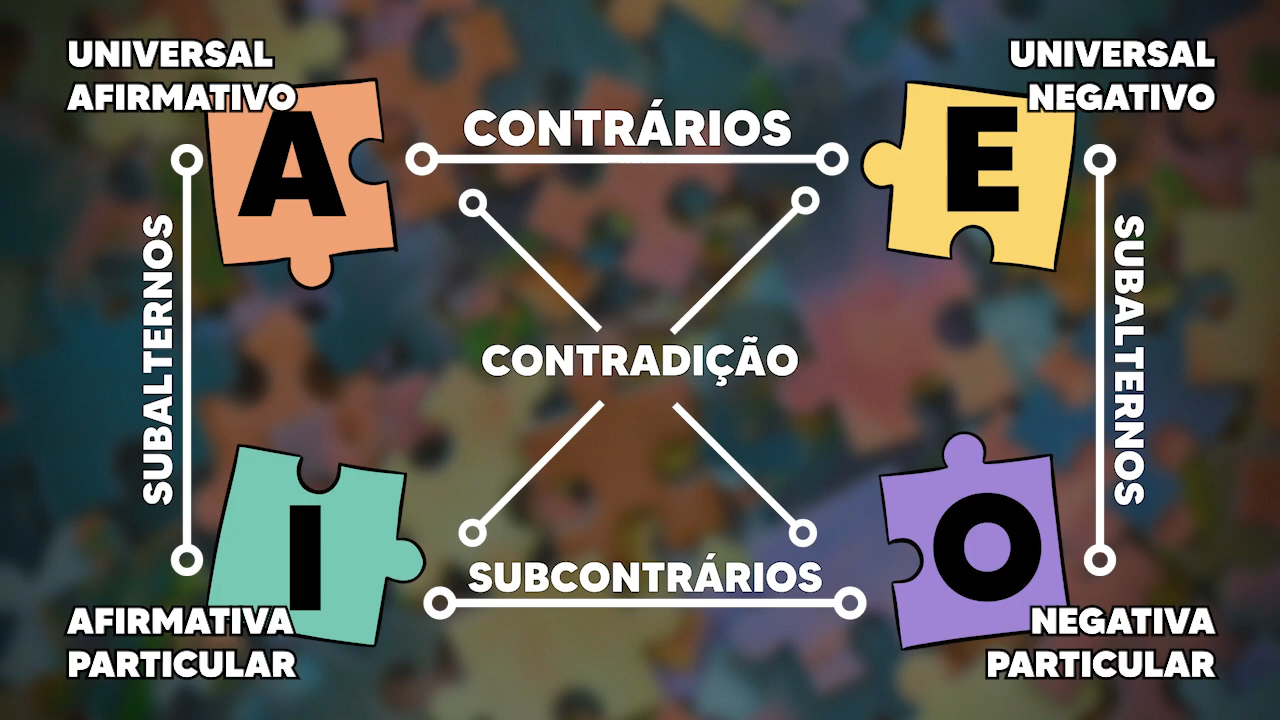 UNIVERSAL
AFIRMATIVO
UNIVERSAL
NEGATIVO
A
CONTRÁRIOS
E
SUBALTERNOS
CONTRADIÇÃO
SUBALTERNOS
I
SUBCONTRÁRIOS
O
AFIRMATIVA
PARTICULAR
NEGATIVA
PARTICULAR